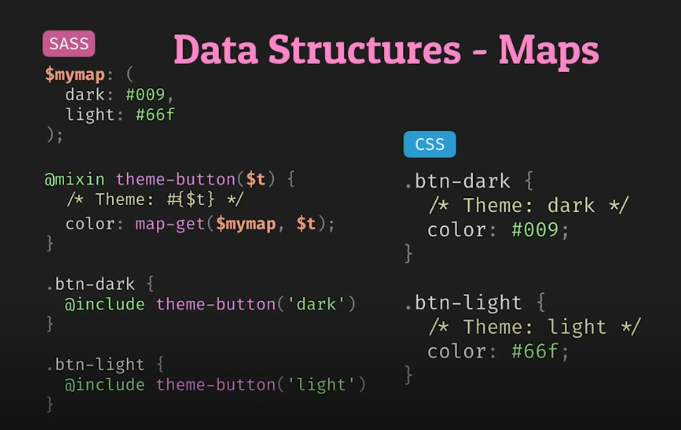 SASS
Data Structures - Maps
$mymap: (
dark: #009,
light: #66f
);
@mixin theme-button($t) {
/* Theme: #{$t} */
color: map-get($mymap, $t);
}
.btn-dark {
@include theme-button('dark')
}
.btn-light {
@include theme-button('light')
}
CSS
.btn-dark {
/* Theme: dark */
color: #009;
}
.btn-light {
/* Theme: light */
color: #66f;
}